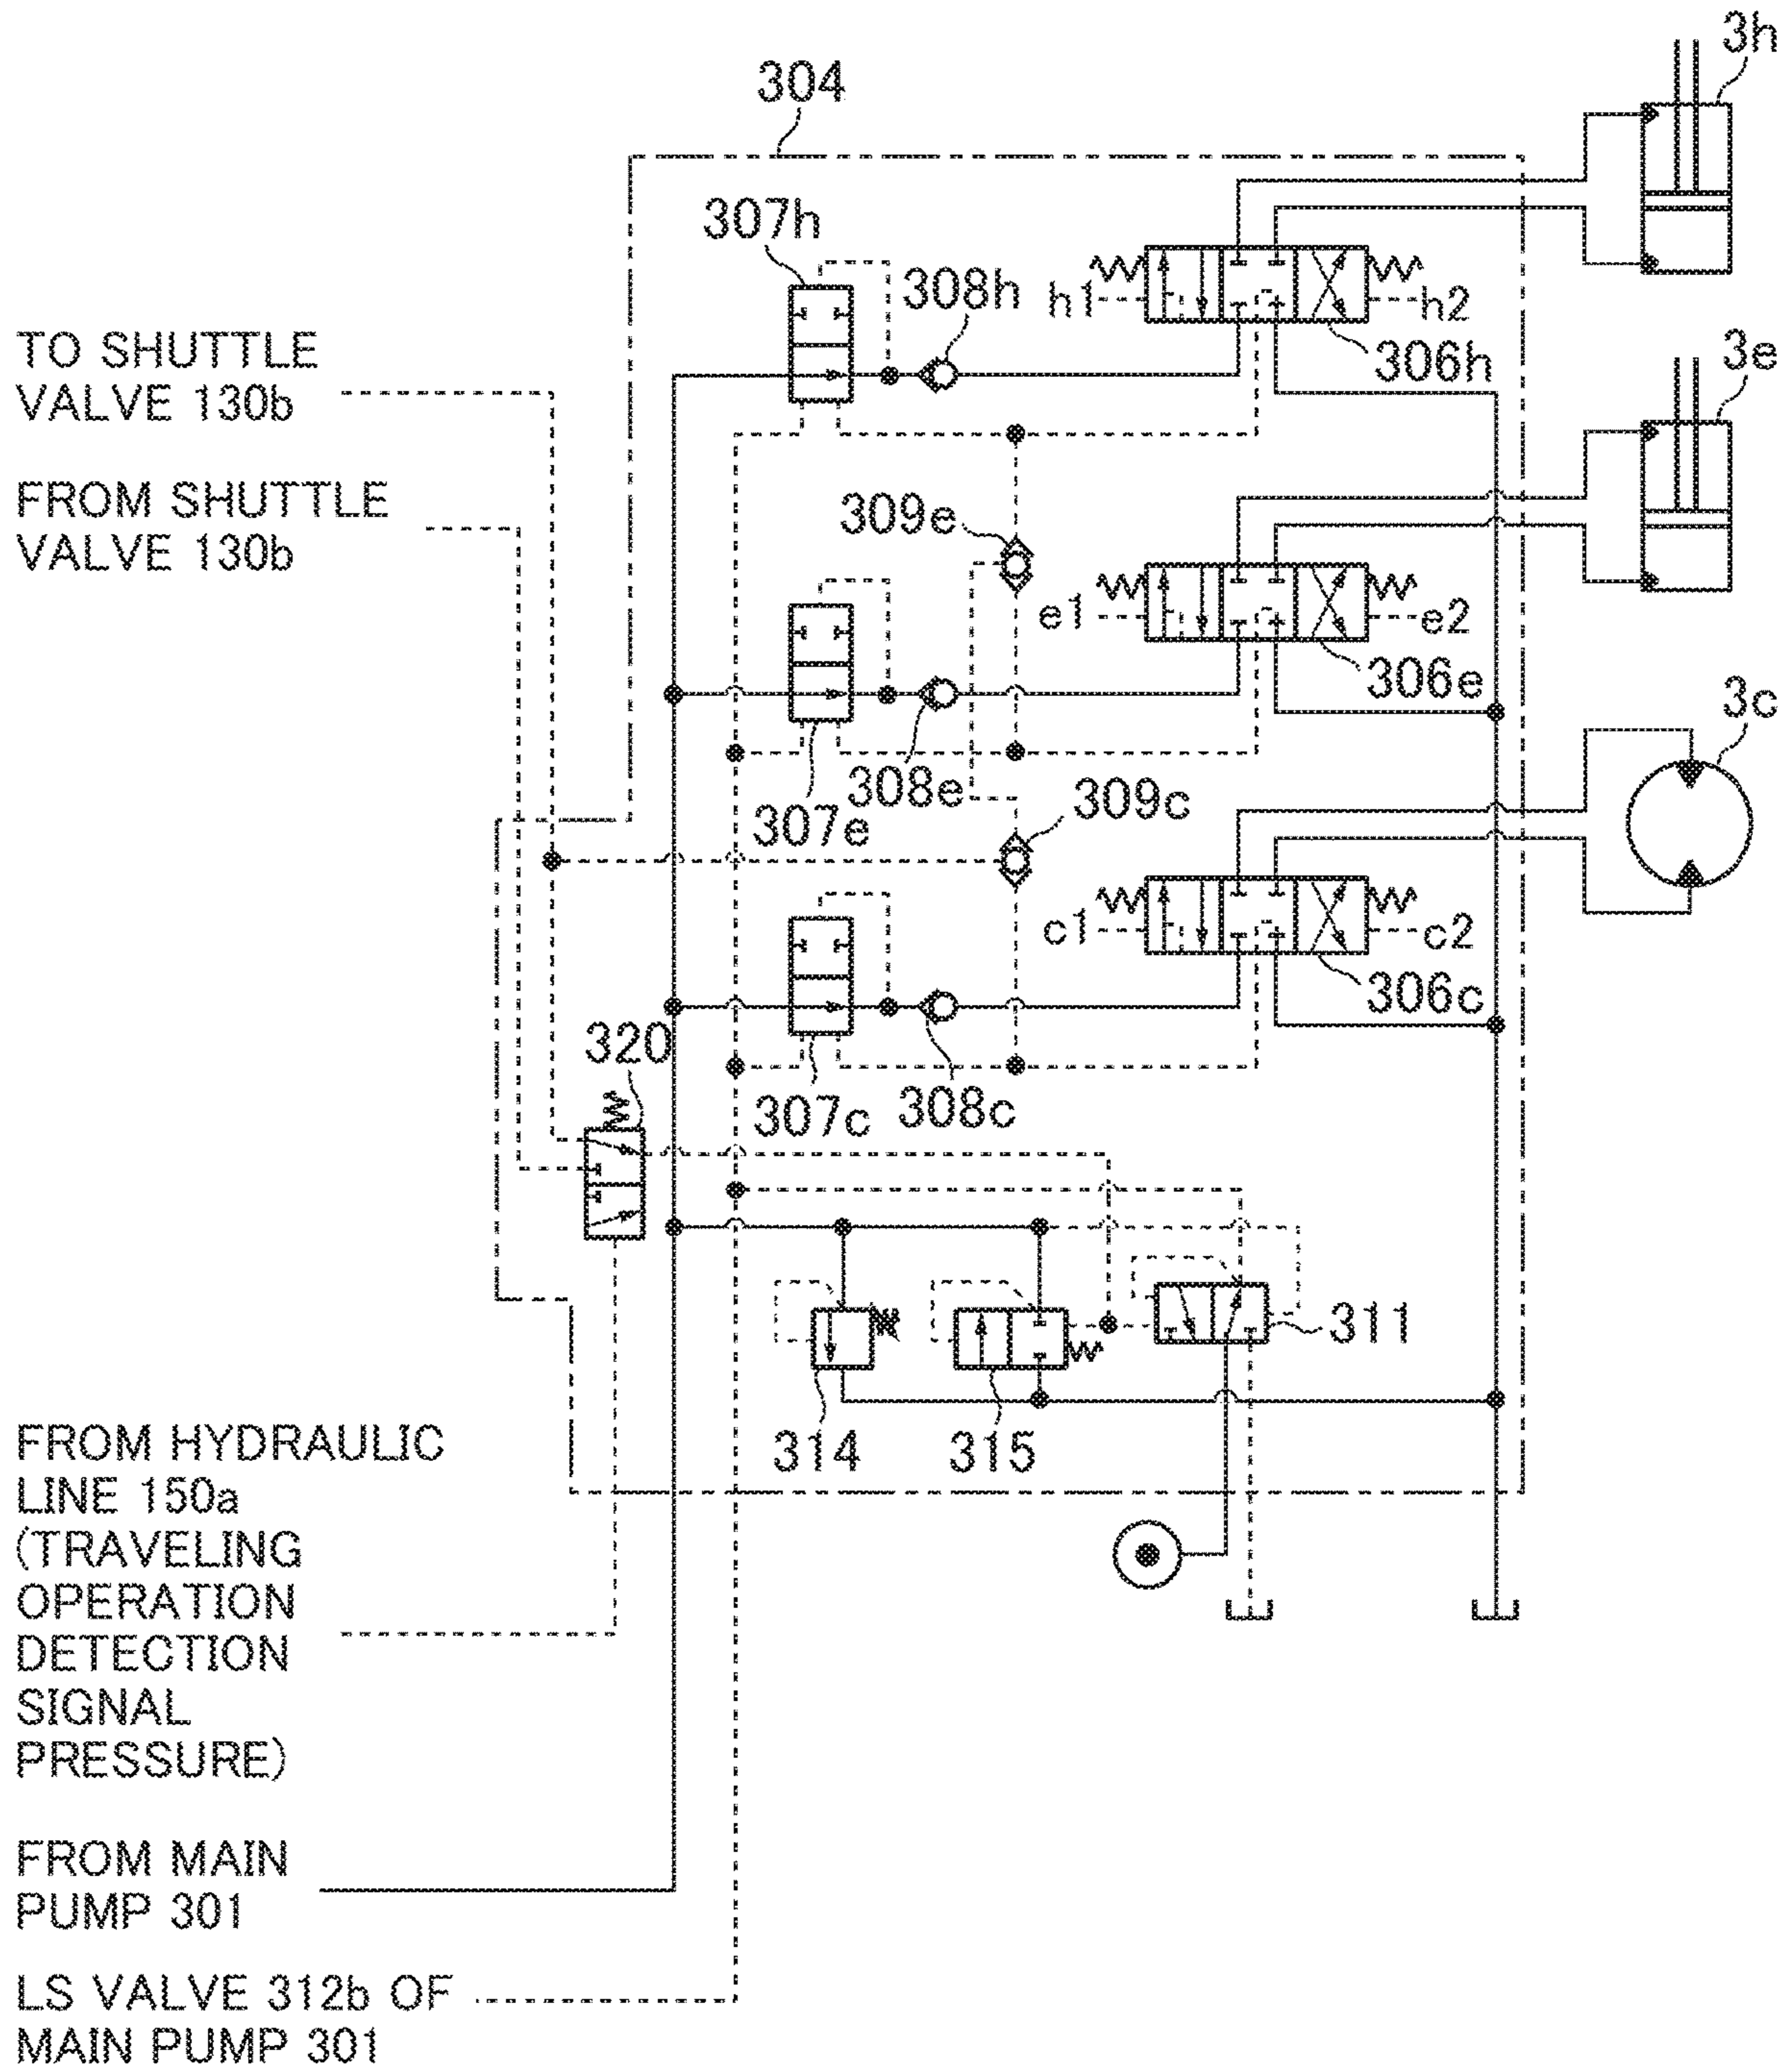 3h
304
307h
308h
h1
h2
306h
TO SHUTTLE
VALVE 130b
3e
FROM SHUTTLE
VALVE 130b
309e
e1
e2
306e
3c
308e
307e
309c
c1
c2
306c
320
307c
308c
311
314
315
FROM HYDRAULIC
LINE 150a
(TRAVELING
OPERATION
DETECTION
SIGNAL
PRESSURE)
FROM MAIN
PUMP 301
LS VALVE 312b OF
MAIN PUMP 301